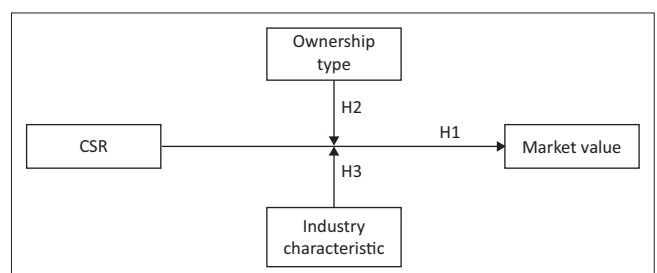 Ownership
type
H2
H1
CSR
Market value
H3
Industry
characteristic